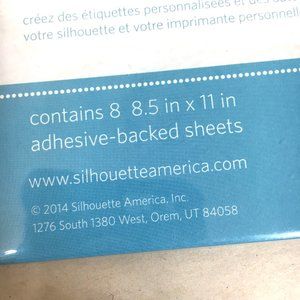 créez des étiquettes personnalisées et des
votre silhouette et votre imprimante personnel
contains 8 8.5 in x 11 in
adhesive-backed sheets
www.silhouetteamerica.com
© 2014 Silhouette America, Inc.
1276 South 1380 West, Orem, UT 84058